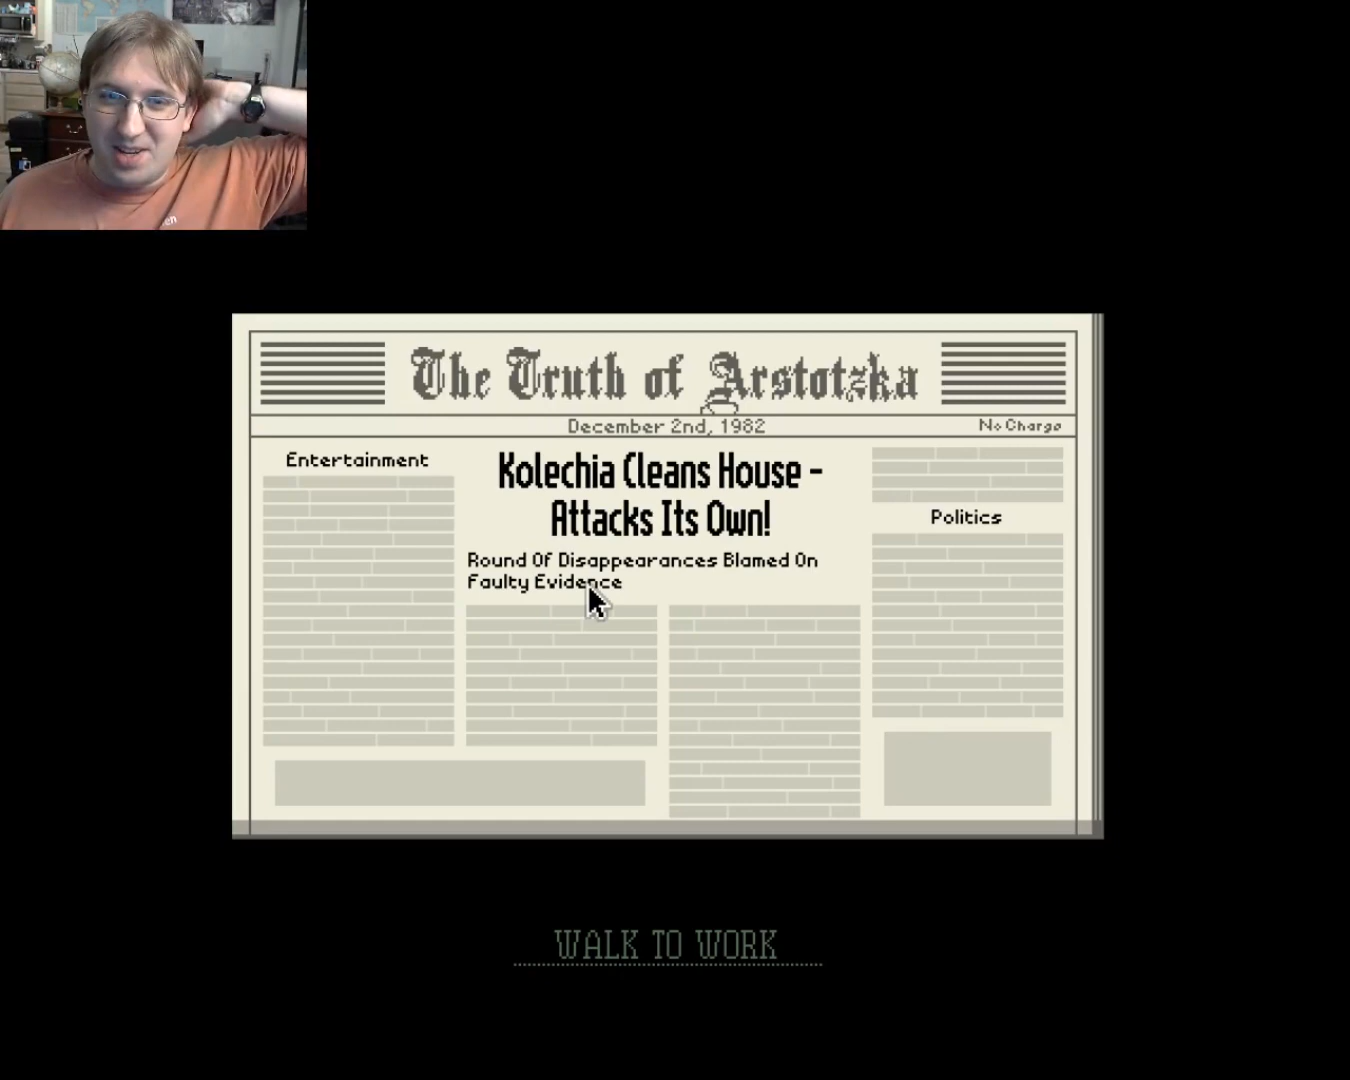 The Truth of Arstotzka
December 2nd, 1982
No Charge
Entertainment
Kolechia Cleans House -
Attacks Its Own!
Round Of Disappearances Blamed On
Faulty Evidence
Politics
WALK TO WORK